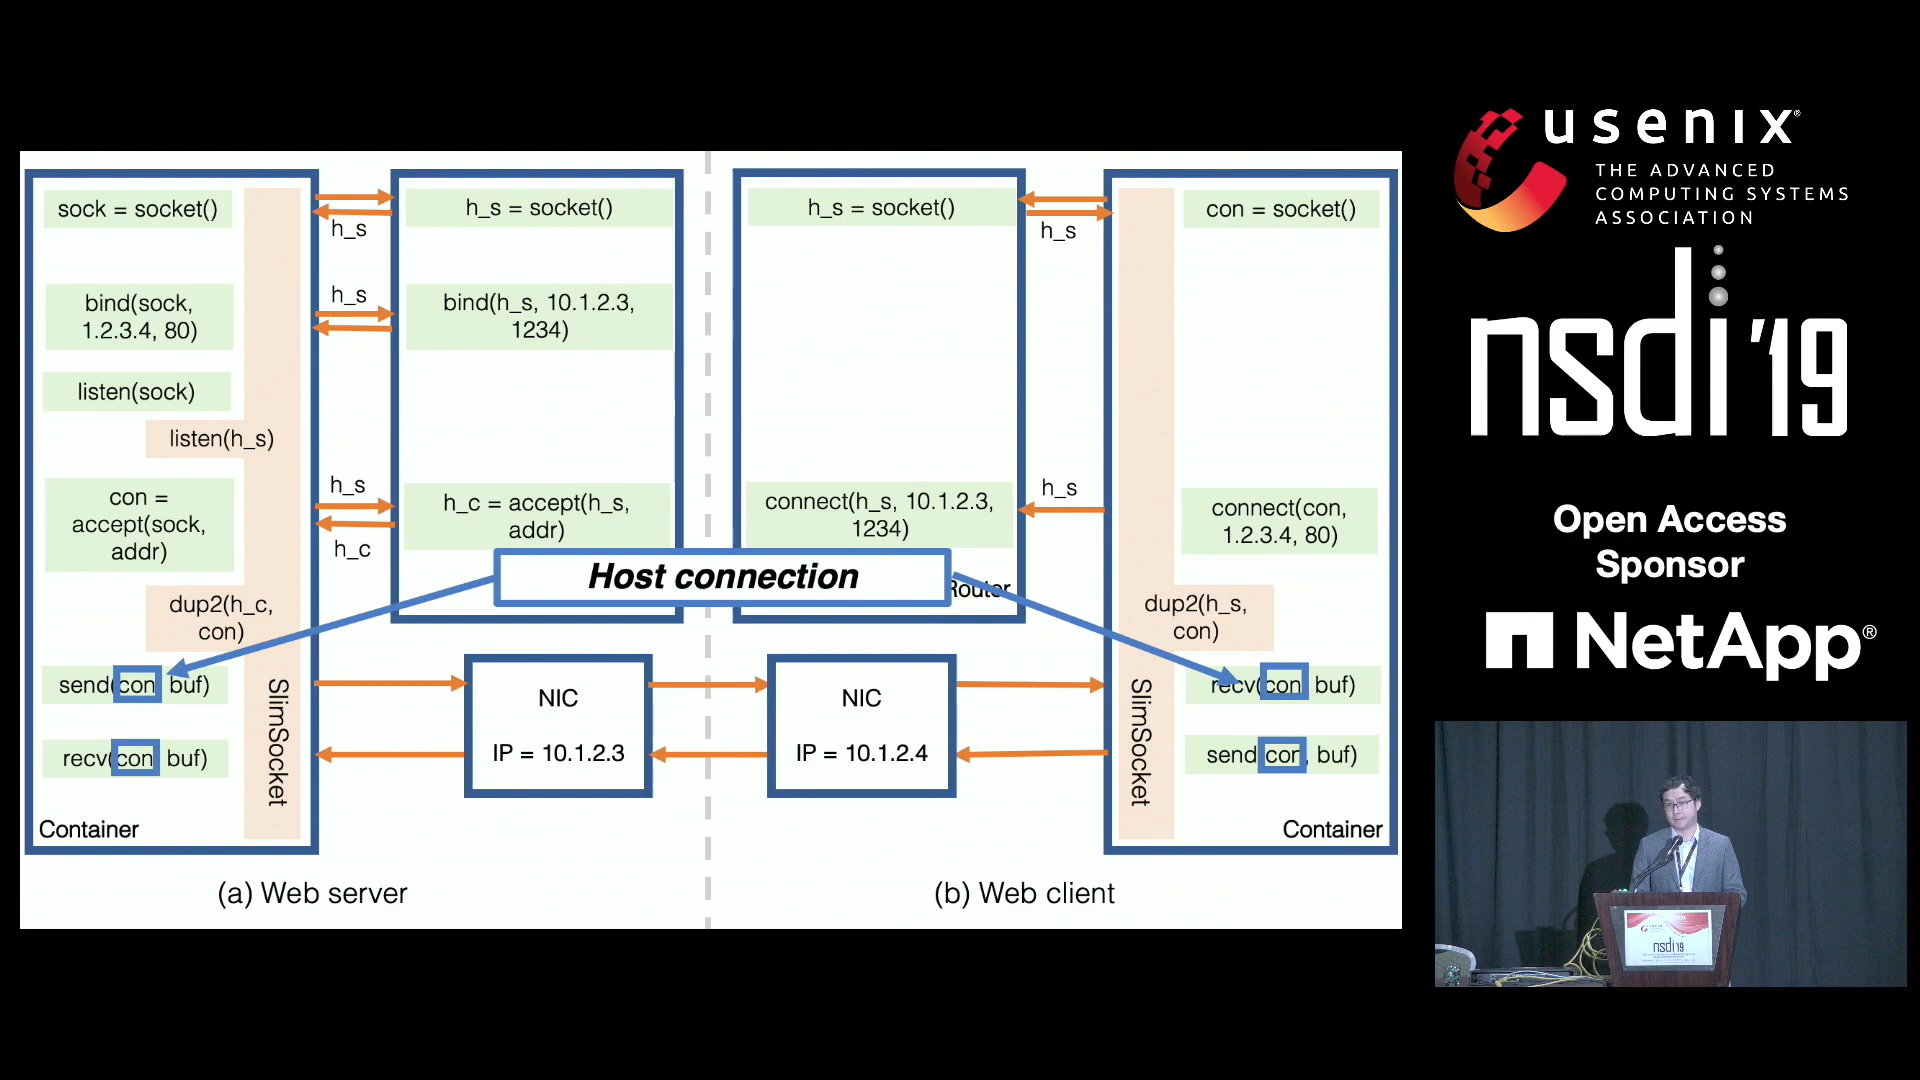 sock = socket()
bind(sock,
1.2.3.4, 80)
listen(sock)
listen(h_s)
con =
accept(sock,
addr)
dup2(h_c,
con)
send(con buf)
recv(con buf)
SlimSocket
Container
h_s
h_s
h_s
h_c
h_s = socket()
bind(h_s, 10.1.2.3,
1234)
h_c = accept(h_s,
addr)
Host connection
NIC
IP = 10.1.2.3
(a) Web server
h_s = socket()
connect(h_s, 10.1.2.3,
1234)
Router
NIC
IP = 10.1.2.4
h_s
h_s
con = socket()
connect(con,
1.2.3.4, 80)
dup2(h_s,
con)
recv(con buf)
send con, buf)
SlimSocket
Container
(b) Web client
usenix®
THE ADVANCED
COMPUTING SYSTEMS
ASSOCIATION
nsdi '19
Open Access
Sponsor
NetApp®
usenix
nsdi '19